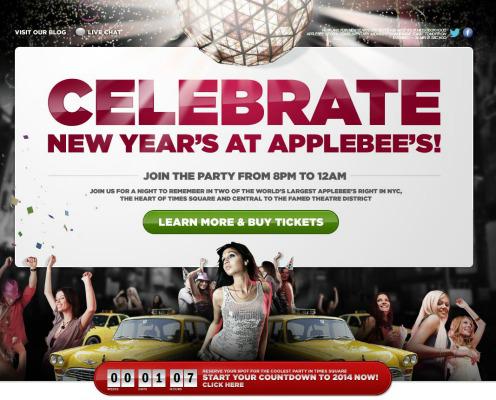 VISIT OUR BLOG
LIVE CHAT
CELEBRATE
NEW YEAR'S AT APPLEBEE'S!
JOIN THE PARTY FROM 8PM TO 12AM
JOIN US FOR A NIGHT TO REMEMBER IN TWO OF THE WORLD'S LARGEST APPLEBEE'S RIGHT IN NYC,
THE HEART OF TIMES SQUARE AND CENTRAL TO THE FAMED THEATRE DISTRICT
LEARN MORE & BUY TICKETS
00 01 07
WEEKS DAYS HOURS
RESERVE YOUR SPOT FOR THE COOLEST PARTY IN TIMES SQUARE
START YOUR COUNTDOWN TO 2014 NOW!
CLICK HERE